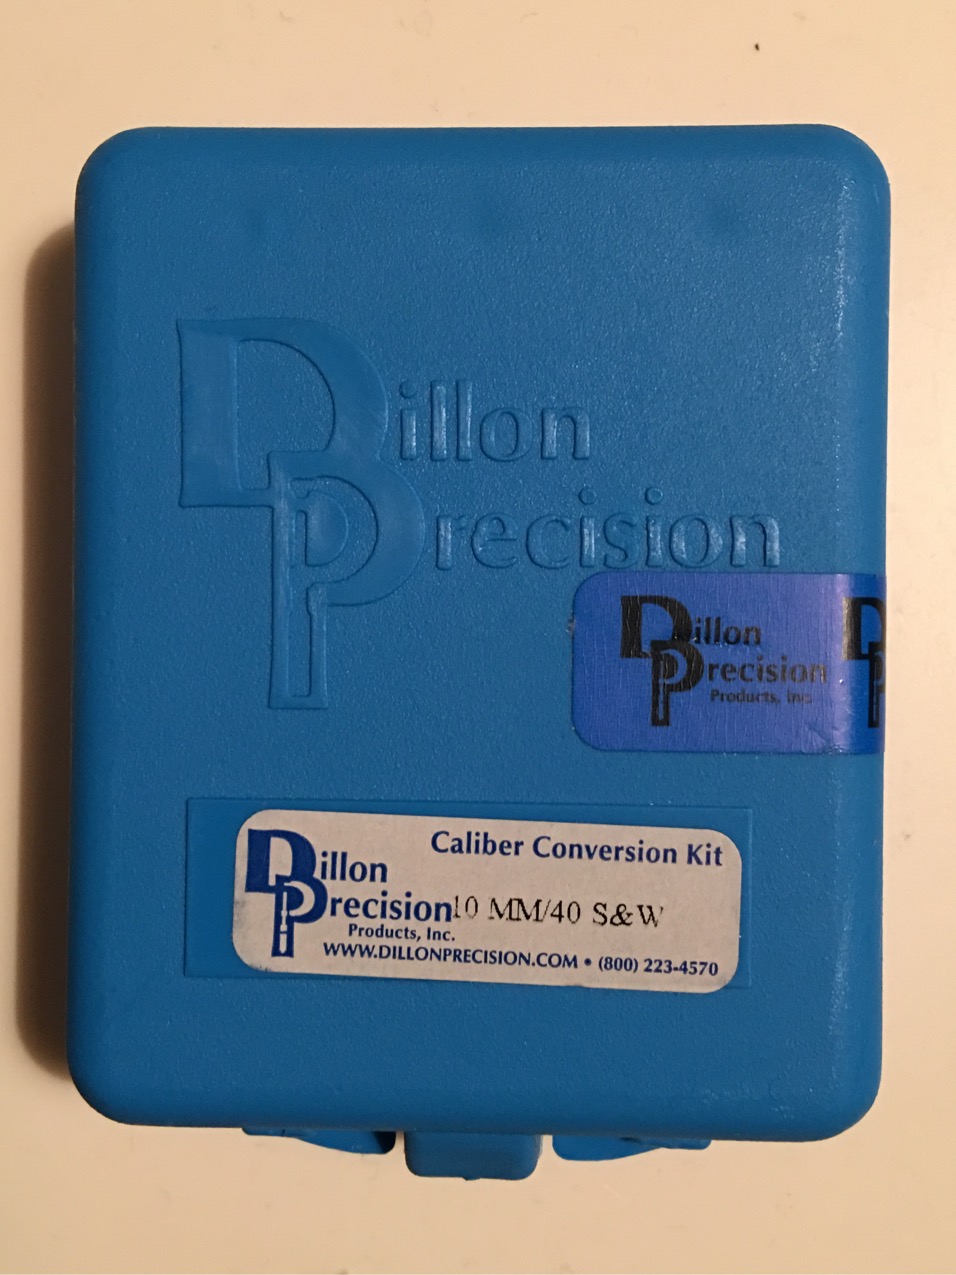 Dillon
Precision
Dillon
Precision
Products, Inc.
D
P
Caliber Conversion Kit
Dillon
Precision
10 MM/40 S&W
Products, Inc.
WWW.DILLONPRECISION.COM • (800) 223-4570